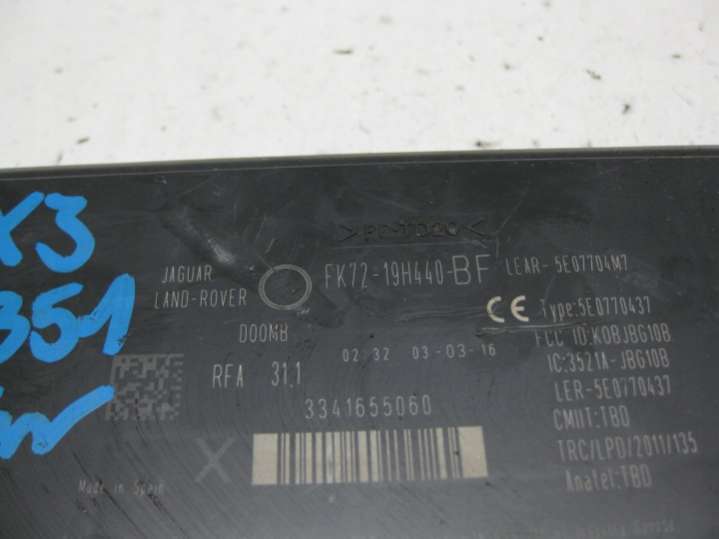 >PBT GF20<
JAGUAR
LAND-ROVER
FK72-19H440-BF
LEAR- 5E07704M7
D00MB
CE Type:5E0770437
FCC ID:KOBJBG10B
02 32 03-03-16
IC:3521A-JBG10B
RFA 31.1
LER-5E0770437
3341655060
CMIIT:TBD
TRC/LPD/2011/135
X
Anatel:TBD
Made in Spain
X3
351